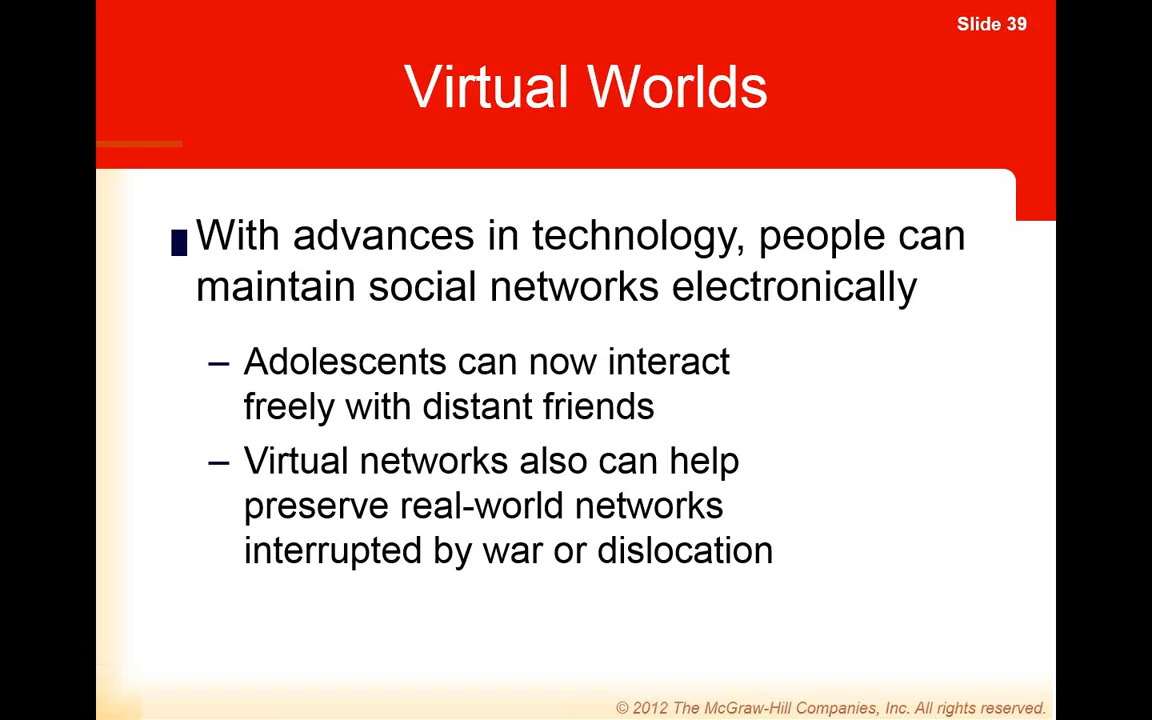 Slide 39
Virtual Worlds
With advances in technology, people can
maintain social networks electronically
– Adolescents can now interact
freely with distant friends
– Virtual networks also can help
preserve real-world networks
interrupted by war or dislocation
© 2012 The McGraw-Hill Companies, Inc. All rights reserved.